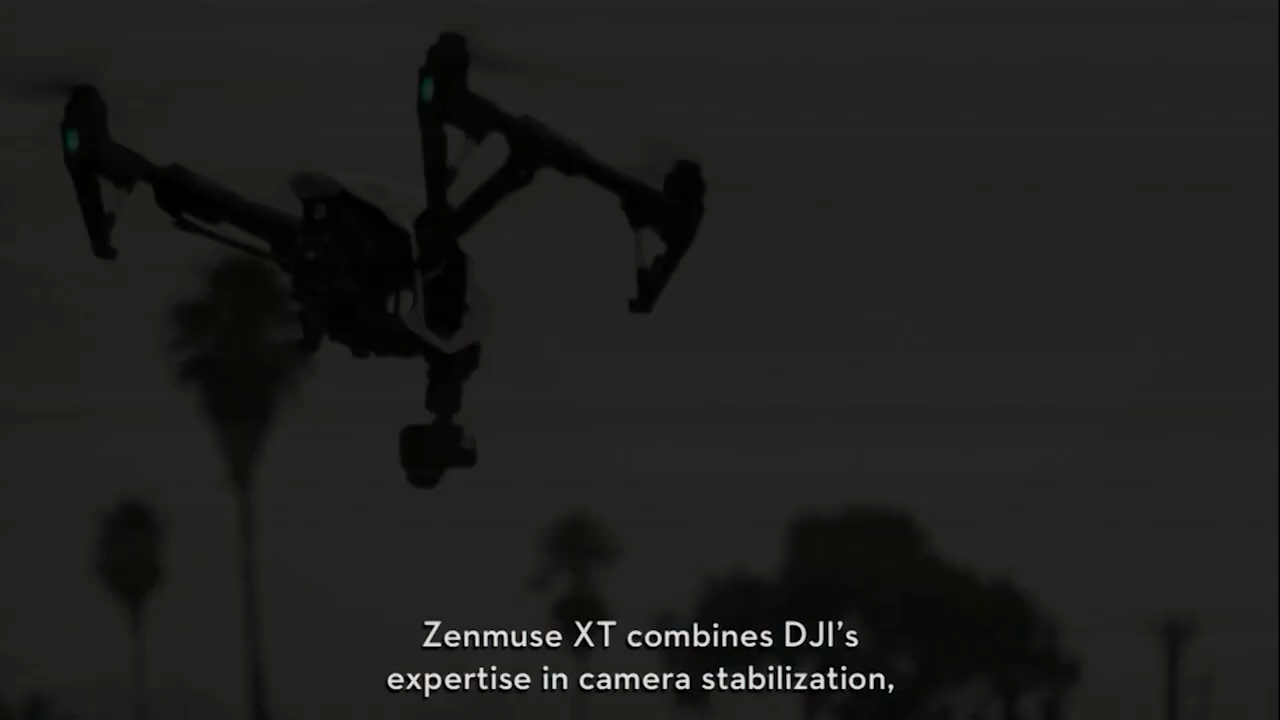 Zenmuse XT combines DJI’s
expertise in camera stabilization,